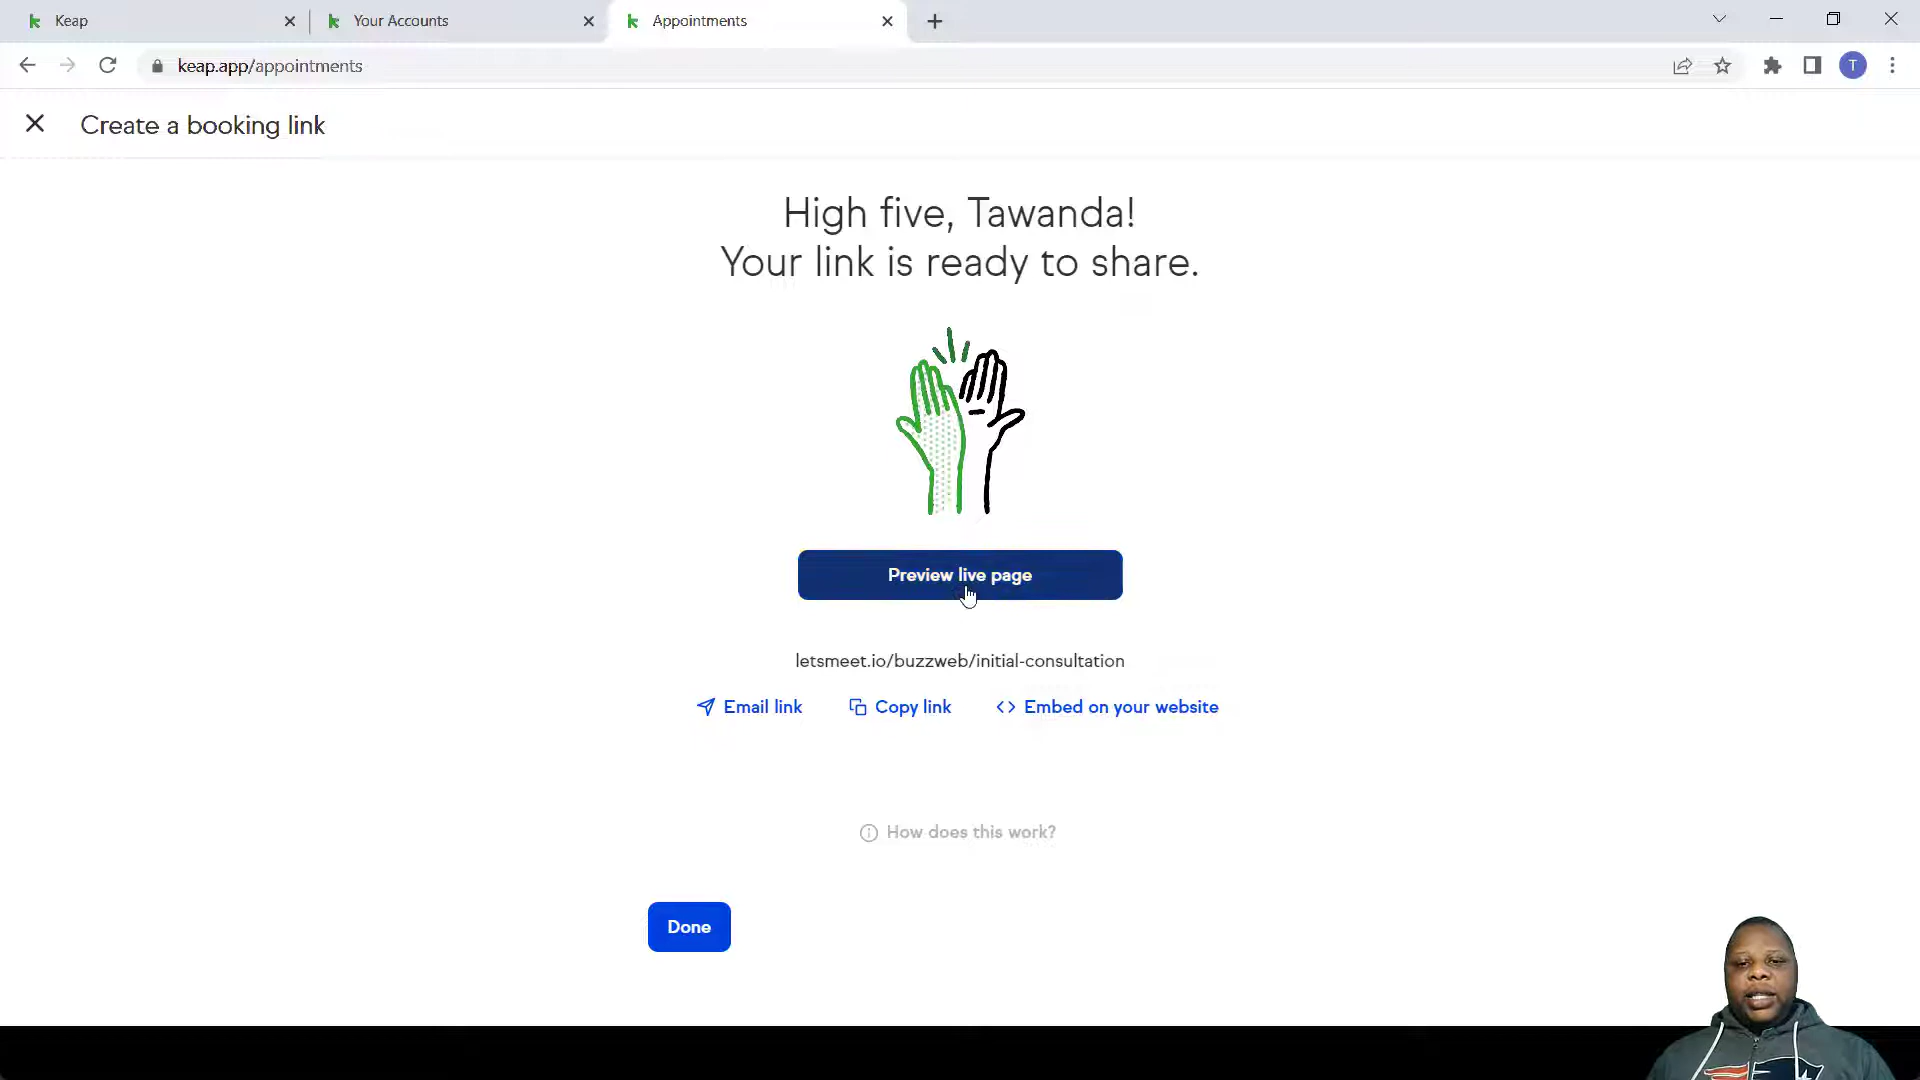 Keap
Your Accounts
Appointments
keap.app/appointments
T
Create a booking link
High five, Tawanda!
Your link is ready to share.
Preview live page
letsmeet.io/buzzweb/initial-consultation
Email link
Copy link
Embed on your website
How does this work?
Done